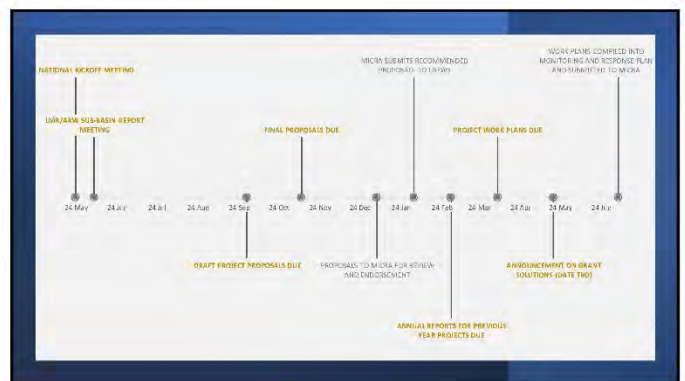 NATIONAL KICKOFF MEETING
LMR/ARW SUB-BASIN REPORT
MEETING
FINAL PROPOSALS DUE
MICRA SUBMITS RECOMMENDED
PROPOSALS TO USFWS
PROJECT WORK PLANS DUE
WORK PLANS COMPILED INTO
MONITORING AND RESPONSE PLAN
AND SUBMITTED TO MICRA
24 May
24 Jun
24 Jul
24 Aug
24 Sep
24 Oct
24 Nov
24 Dec
24 Jan
24 Feb
24 Mar
24 Apr
24 May
24 Jun
DRAFT PROJECT PROPOSALS DUE
PROPOSALS TO MICRA FOR REVIEW
AND ENDORSEMENT
ANNUAL REPORTS FOR PREVIOUS
YEAR PROJECTS DUE
ANNOUNCEMENT ON GRANT
SOLUTIONS (DATE TBD)